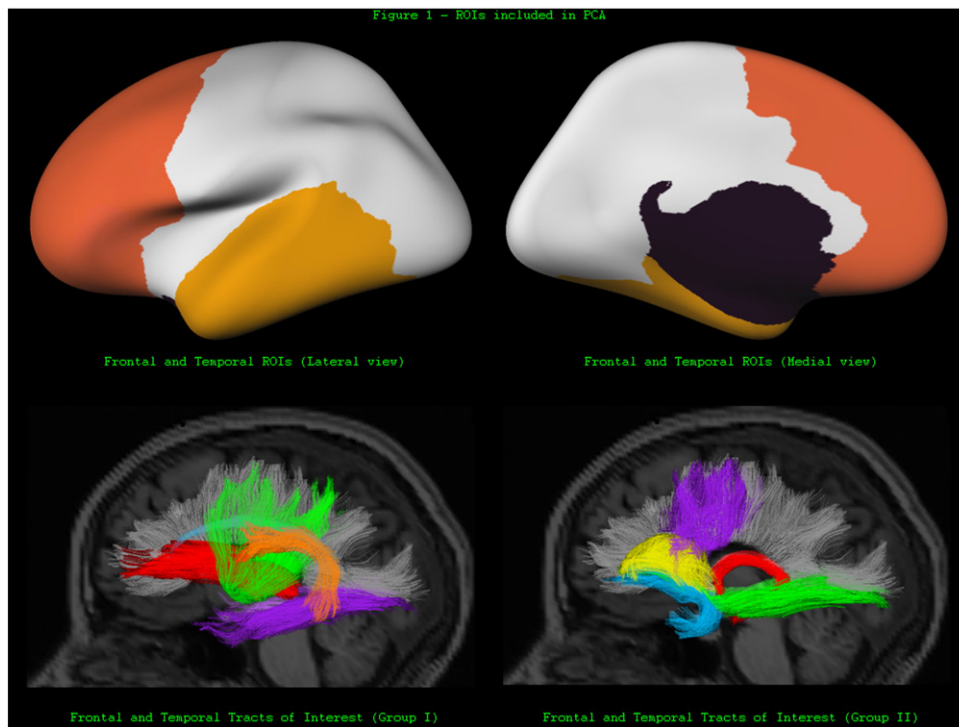 Figure 1 - ROIs included in PCA
Frontal and Temporal ROIs (Lateral view)
Frontal and Temporal ROIs (Medial view)
Frontal and Temporal Tracts of Interest (Group I)
Frontal and Temporal Tracts of Interest (Group II)